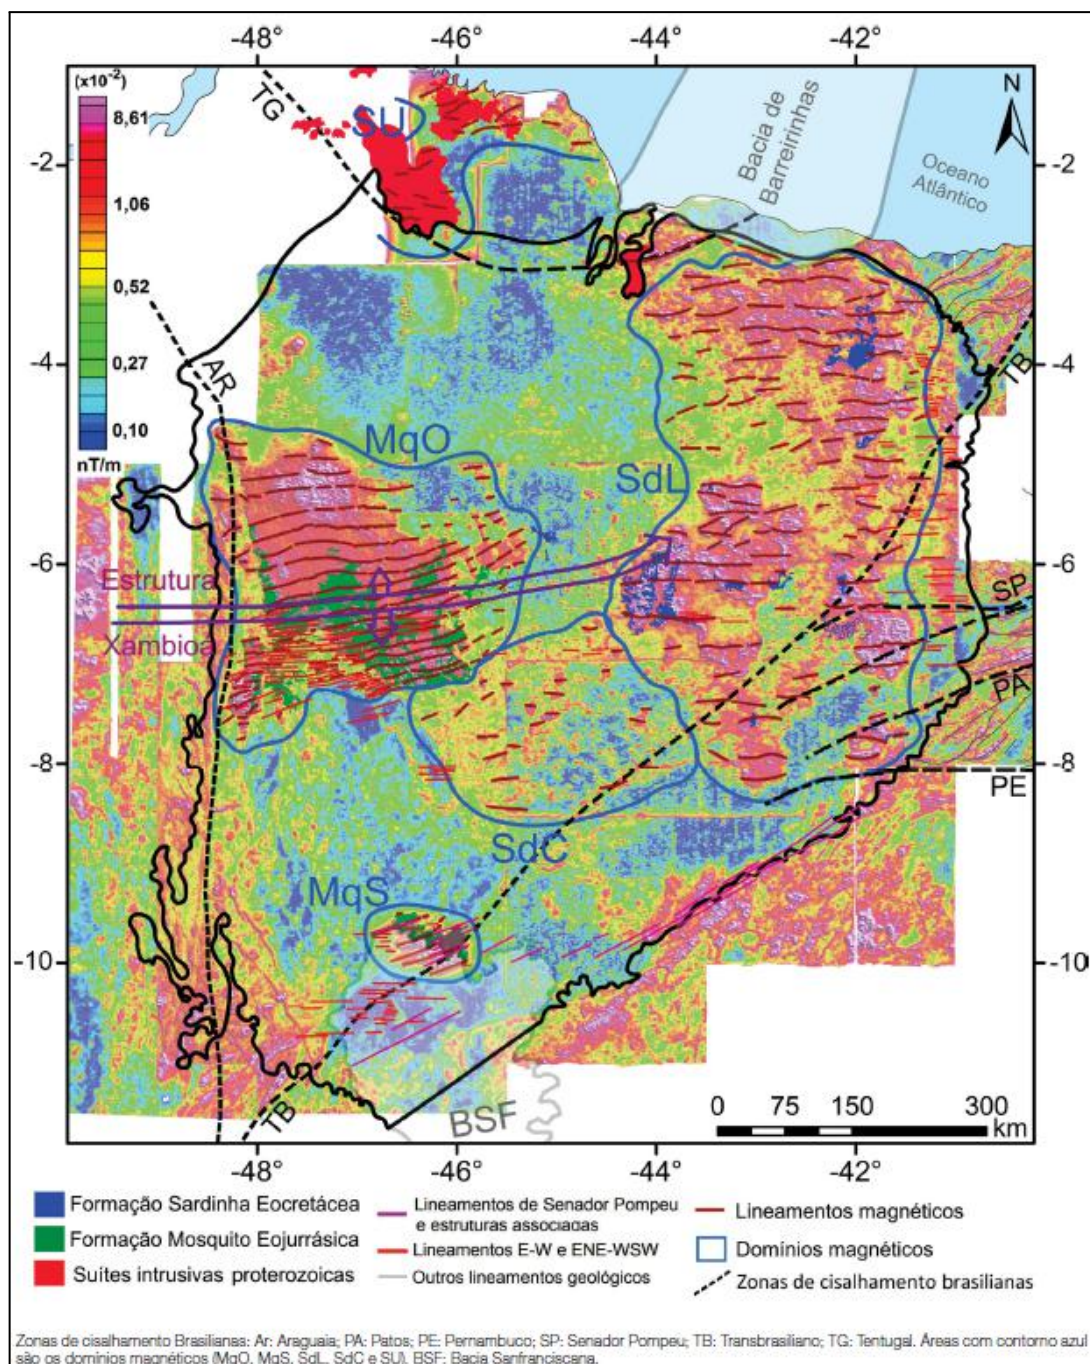 -48° -46° -44° -42°
(x10⁻²)
8,61
1,06
0,52
0,27
0,10
nT/m
TG
SU
Bacia de
Barreirinhas
Oceano
Atlântico
N
-2 -2
-4 -4
AR
TB
MqO
SdL
-6 -6
Estrutura
Xambioá
SP
PA
-8 -8
PE
SdC
MqS
-10 -10
TB
BSF
0 75 150 300
km
-48° -46° -44° -42°
Formação Sardinha Eocretácea
Formação Mosquito Eojurrásica
Suítes intrusivas proterozoicas
Lineamentos de Senador Pompeu
e estruturas associadas
Lineamentos E-W e ENE-WSW
Outros lineamentos geológicos
Lineamentos magnéticos
Domínios magnéticos
Zonas de cisalhamento brasilianas
Zonas de cisalhamento Brasilianas: Ar: Araguaia; PA: Patos; PE: Pernambuco; SP: Senador Pompeu; TB: Transbrasiliano; TG: Tentugal. Áreas com contorno azul
são os domínios magnéticos (MqO, MqS, SdL, SdC e SU). BSF: Bacia Sanfranciscana.